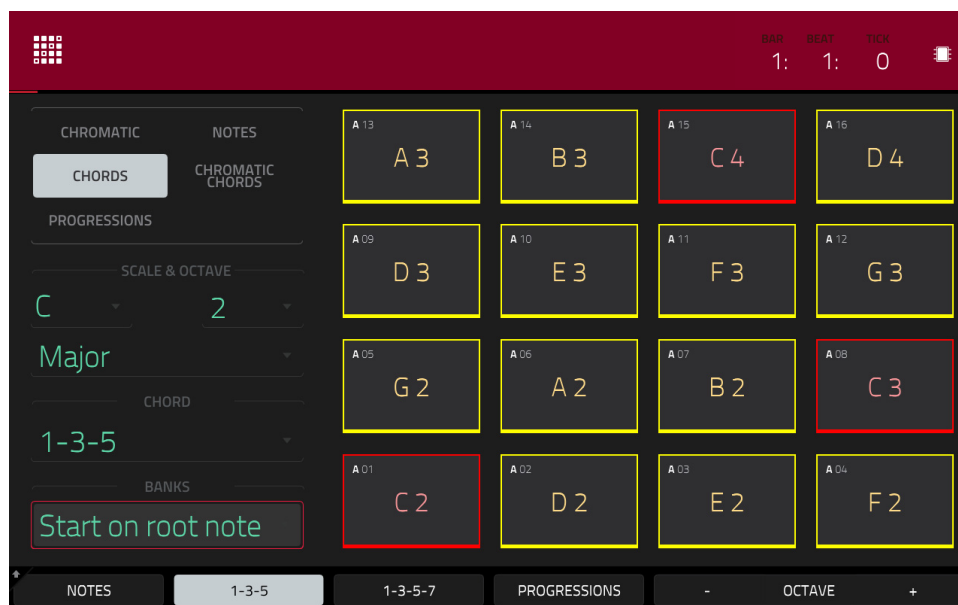 BAR BEAT TICK
1: 1: 0
CHROMATIC NOTES
CHORDS CHROMATIC CHORDS
PROGRESSIONS
SCALE & OCTAVE
C 2
Major
CHORD
1-3-5
BANKS
Start on root note
A 13 A 14 A 15 A 16
A 3 B 3 C 4 D 4
A 09 A 10 A 11 A 12
D 3 E 3 F 3 G 3
A 05 A 06 A 07 A 08
G 2 A 2 B 2 C 3
A 01 A 02 A 03 A 04
C 2 D 2 E 2 F 2
NOTES 1-3-5 1-3-5-7 PROGRESSIONS - OCTAVE +